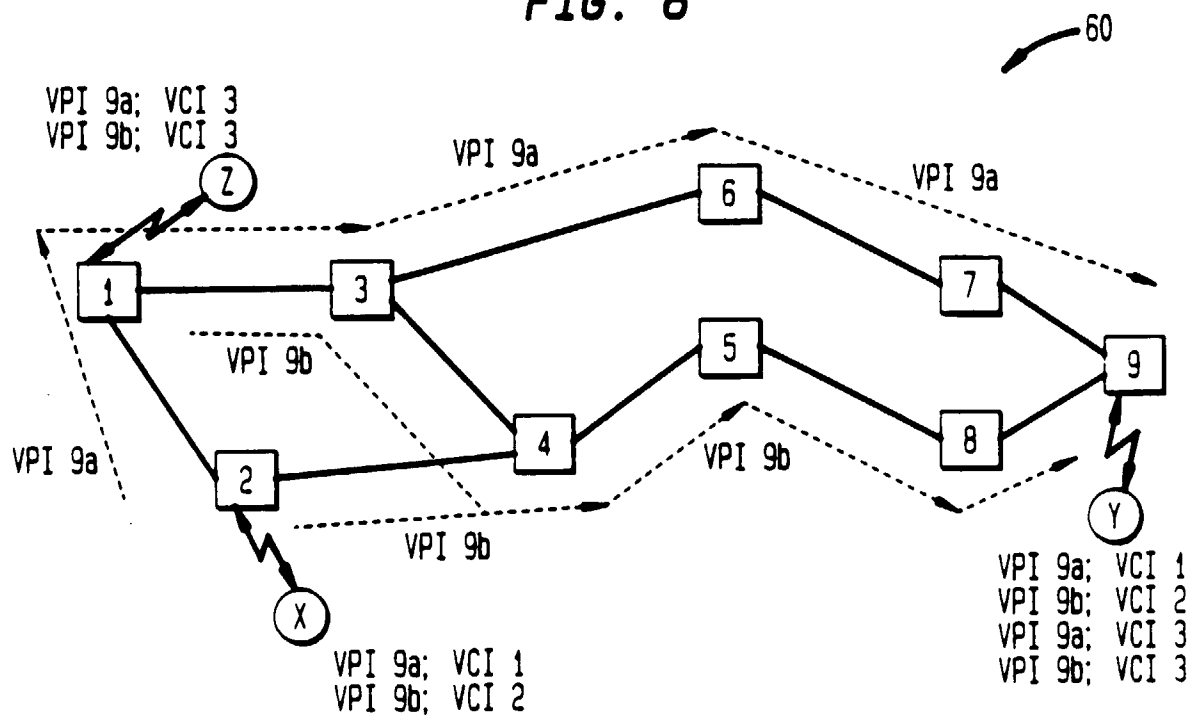 FIG. 6
60
VPI 9a; VCI 3
VPI 9b; VCI 3
Z
VPI 9a
VPI 9a
6
1
3
7
VPI 9b
5
9
VPI 9a
2
4
VPI 9b
8
VPI 9b
Y
X
VPI 9a; VCI 1
VPI 9b; VCI 2
VPI 9a; VCI 3
VPI 9b; VCI 3
VPI 9a; VCI 1
VPI 9b; VCI 2